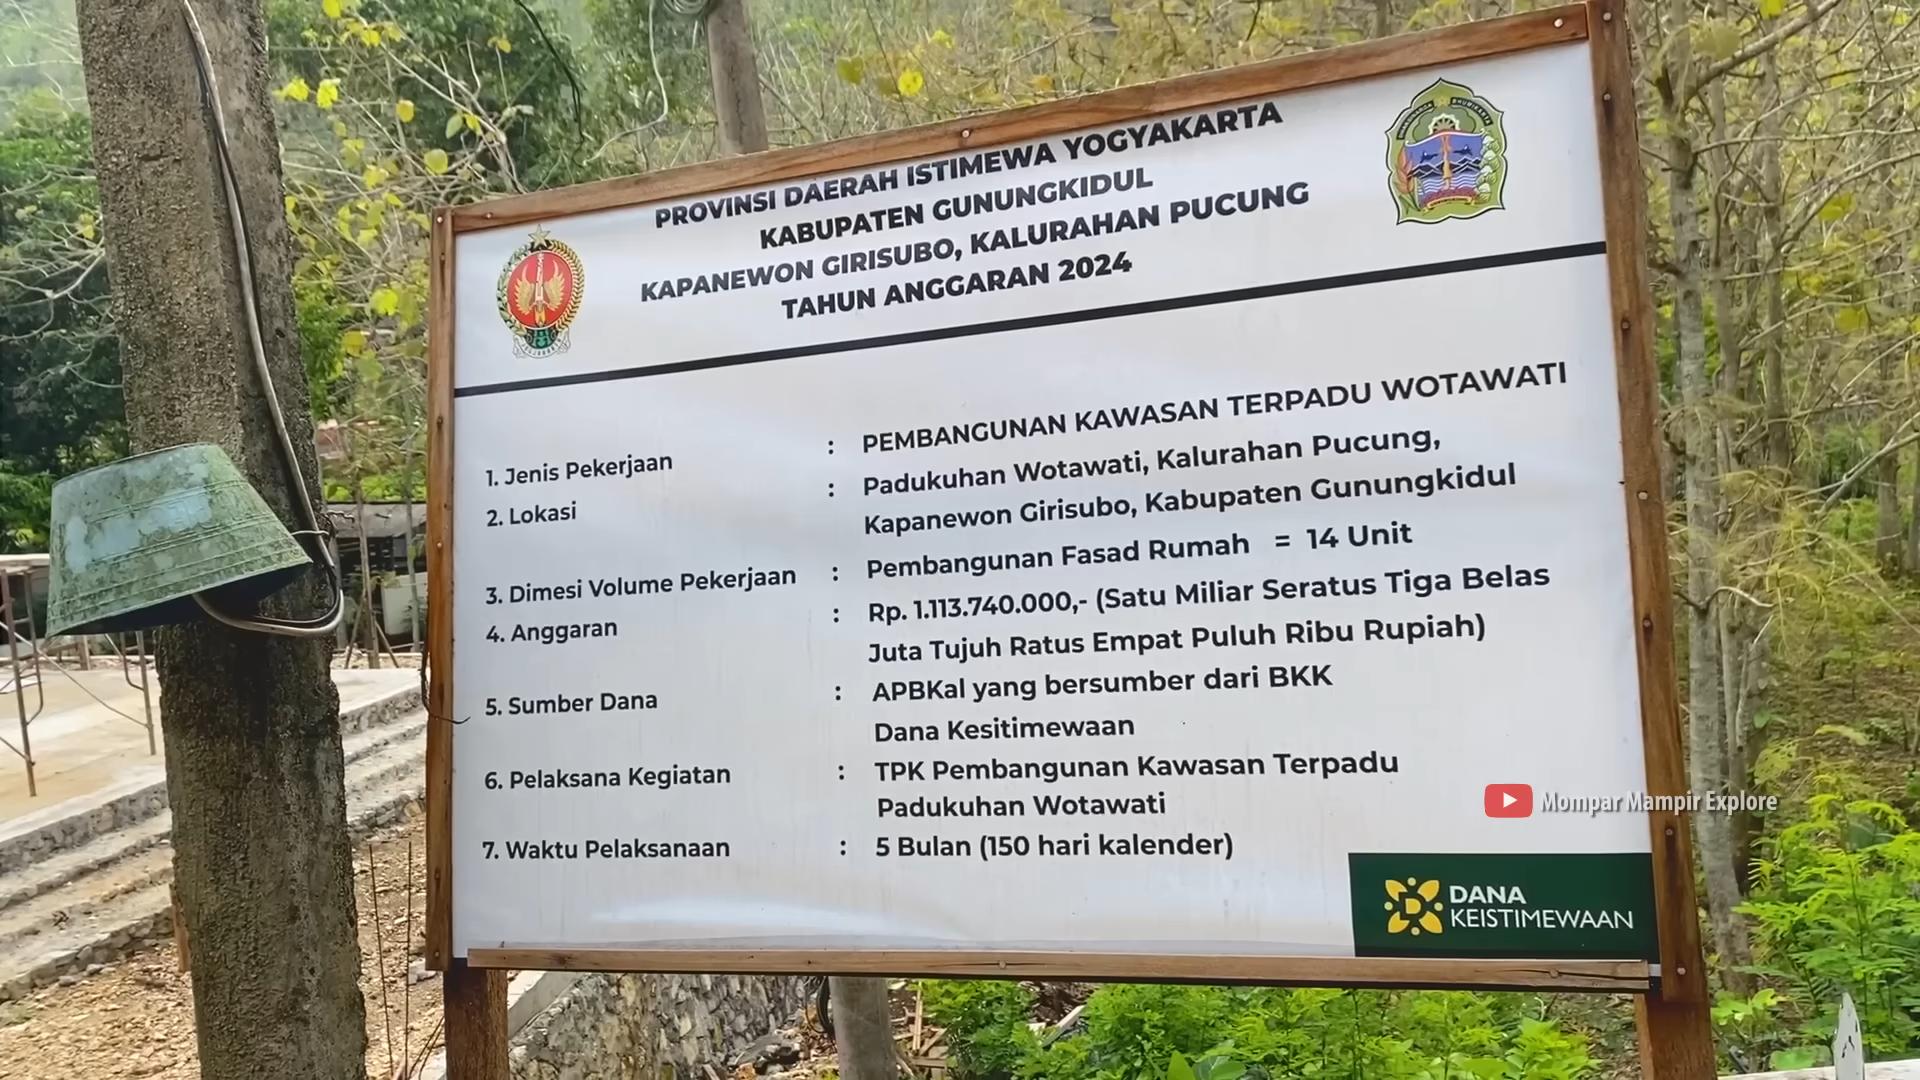 PROVINSI DAERAH ISTIMEWA YOGYAKARTA
KABUPATEN GUNUNGKIDUL
KAPANEWON GIRISUBO, KALURAHAN PUCUNG
TAHUN ANGGARAN 2024
1. Jenis Pekerjaan : PEMBANGUNAN KAWASAN TERPADU WOTAWATI
2. Lokasi : Padukuhan Wotawati, Kalurahan Pucung,
Kapanewon Girisubo, Kabupaten Gunungkidul
3. Dimesi Volume Pekerjaan : Pembangunan Fasad Rumah = 14 Unit
4. Anggaran : Rp. 1.113.740.000,- (Satu Miliar Seratus Tiga Belas
Juta Tujuh Ratus Empat Puluh Ribu Rupiah)
5. Sumber Dana : APBKal yang bersumber dari BKK
Dana Kesitimewaan
6. Pelaksana Kegiatan : TPK Pembangunan Kawasan Terpadu
Padukuhan Wotawati
7. Waktu Pelaksanaan : 5 Bulan (150 hari kalender)
Mompar Mampir Explore
DANA
KEISTIMEWAAN